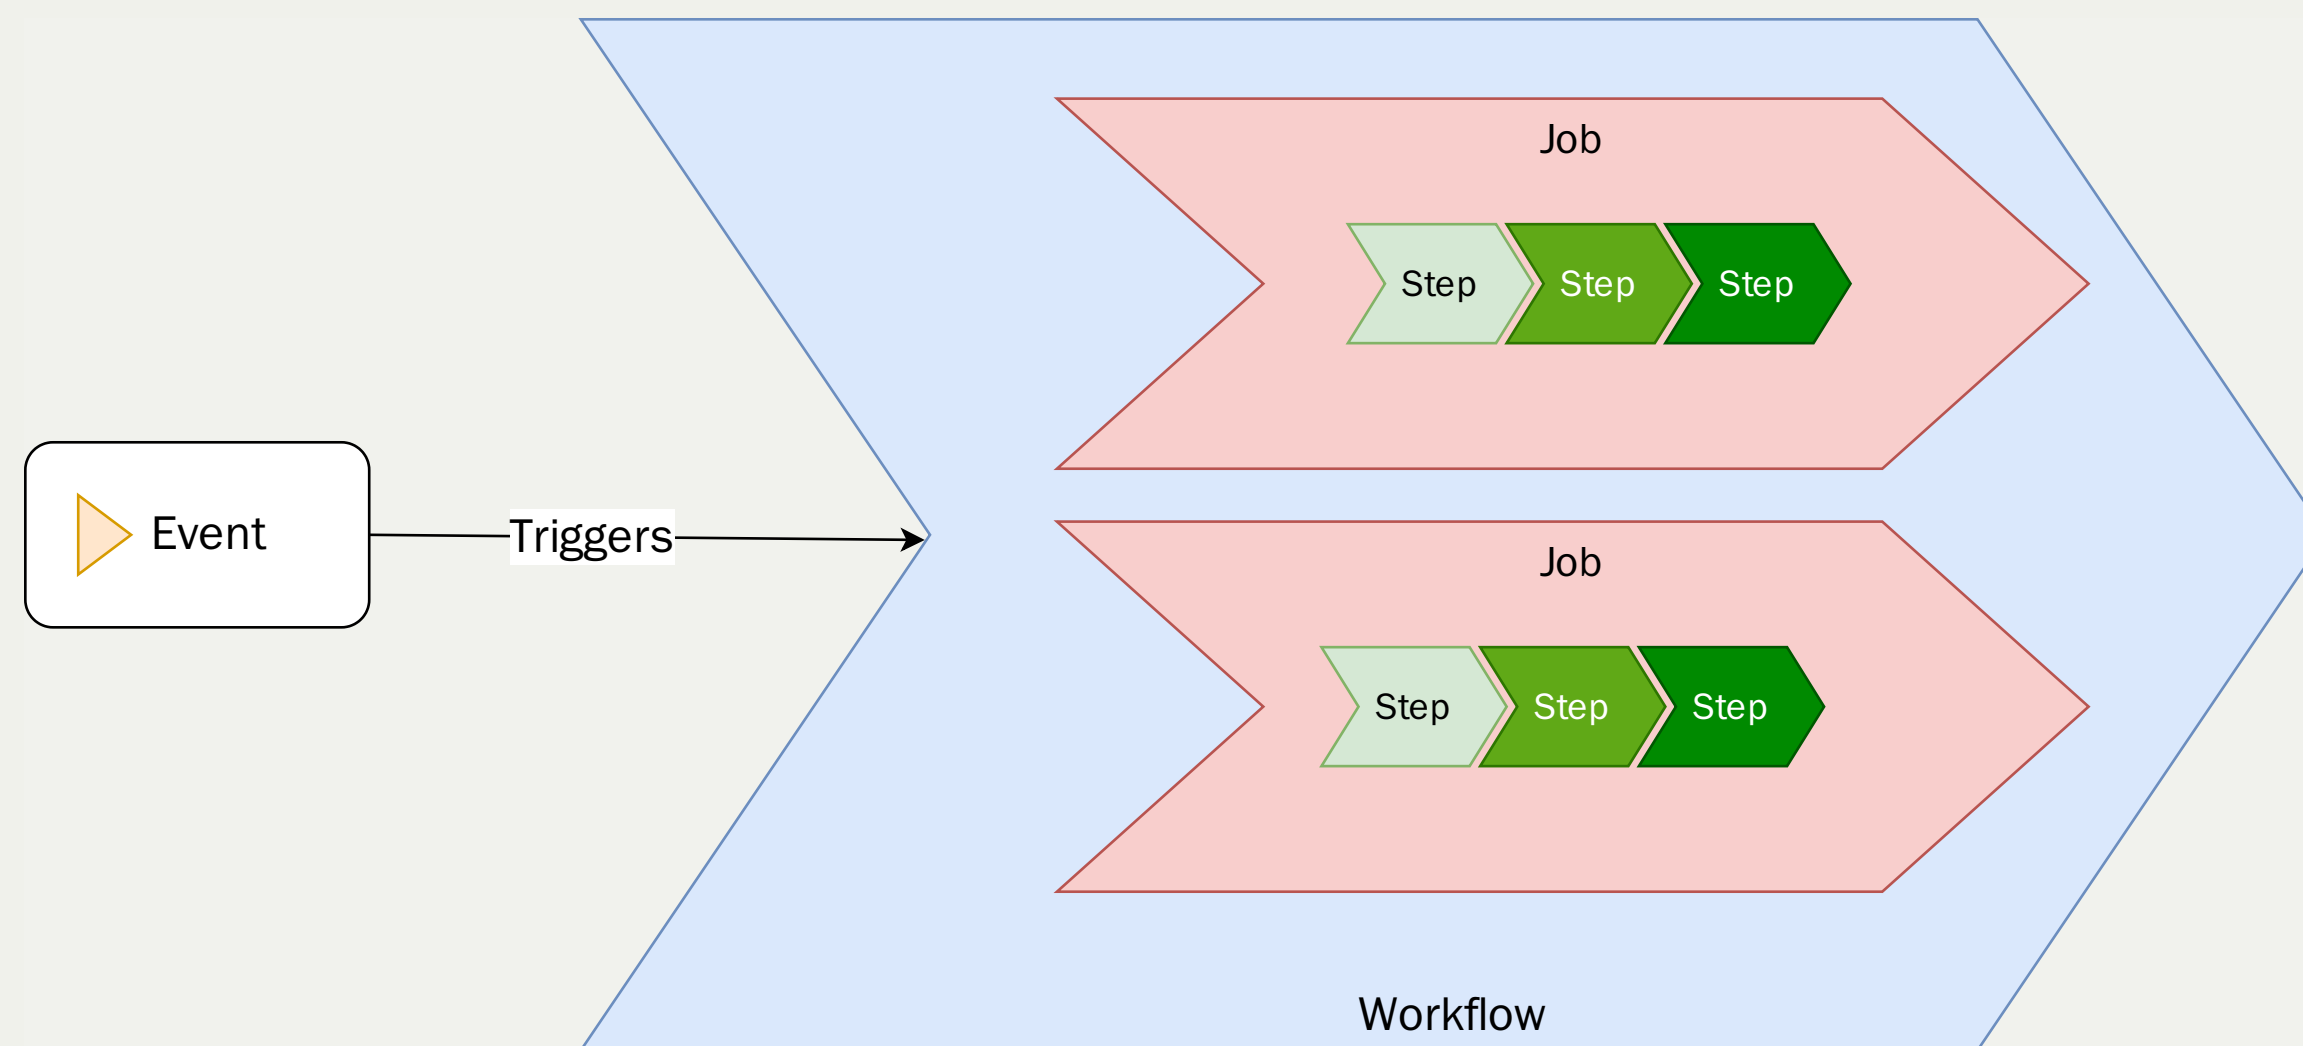 Job
Step Step Step
Event
Triggers
Job
Step Step Step
Workflow